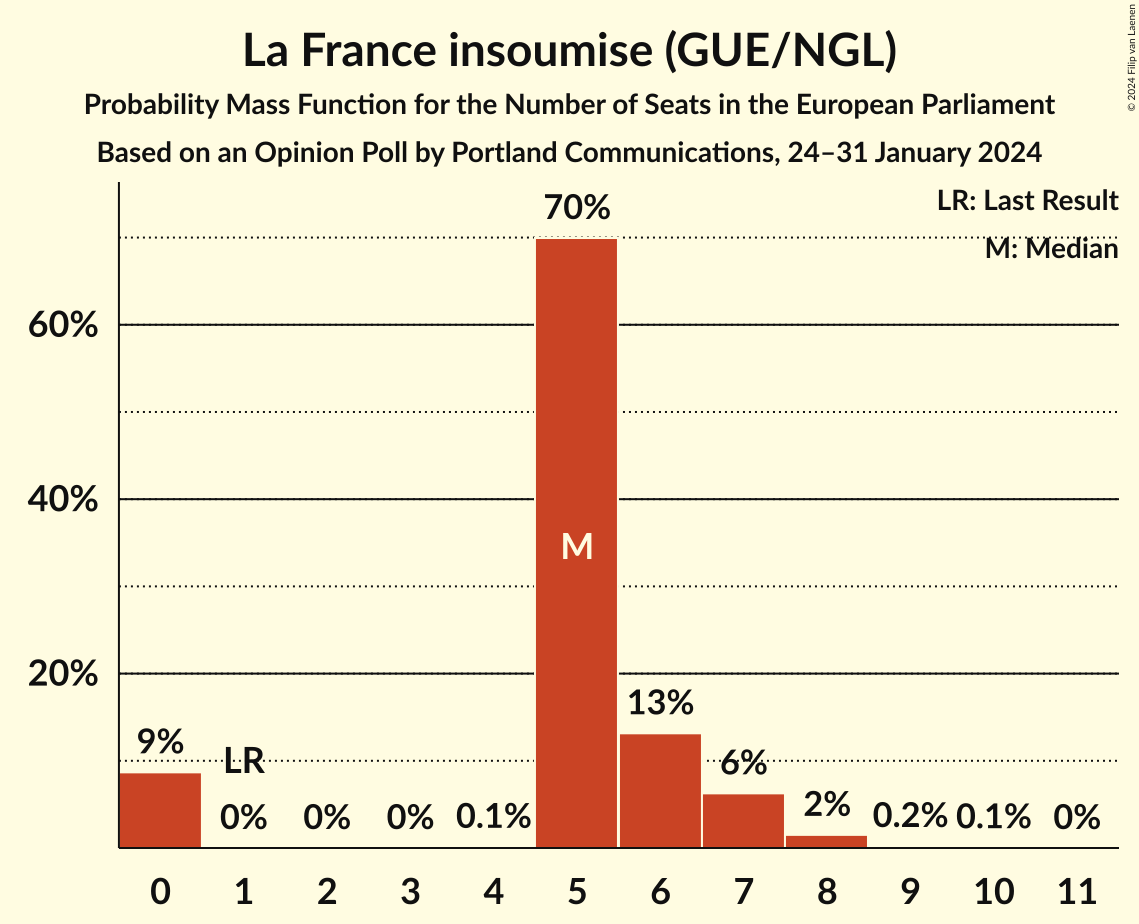 La France insoumise (GUE/NGL)
Probability Mass Function for the Number of Seats in the European Parliament
Based on an Opinion Poll by Portland Communications, 24–31 January 2024
© 2024 Filip van Laenen
LR: Last Result
M: Median
60%
40%
20%
9%
LR
0%
0%
0%
0.1%
70%
M
13%
6%
2%
0.2%
0.1%
0%
0 1 2 3 4 5 6 7 8 9 10 11